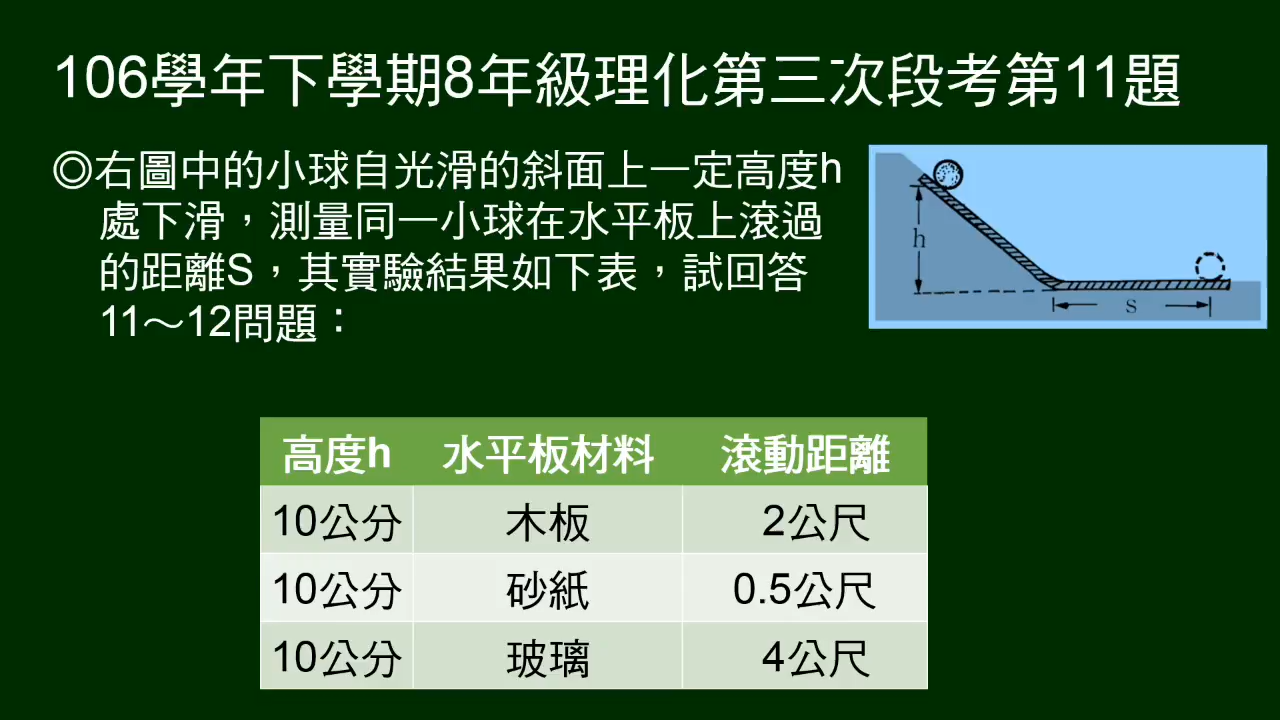 106學年下學期8年級理化第三次段考第11題
◎右圖中的小球自光滑的斜面上一定高度h
處下滑，測量同一小球在水平板上滾過
的距離S，其實驗結果如下表，試回答
11～12問題：
h
S
高度h 水平板材料 滾動距離
10公分 木板 2公尺
10公分 砂紙 0.5公尺
10公分 玻璃 4公尺